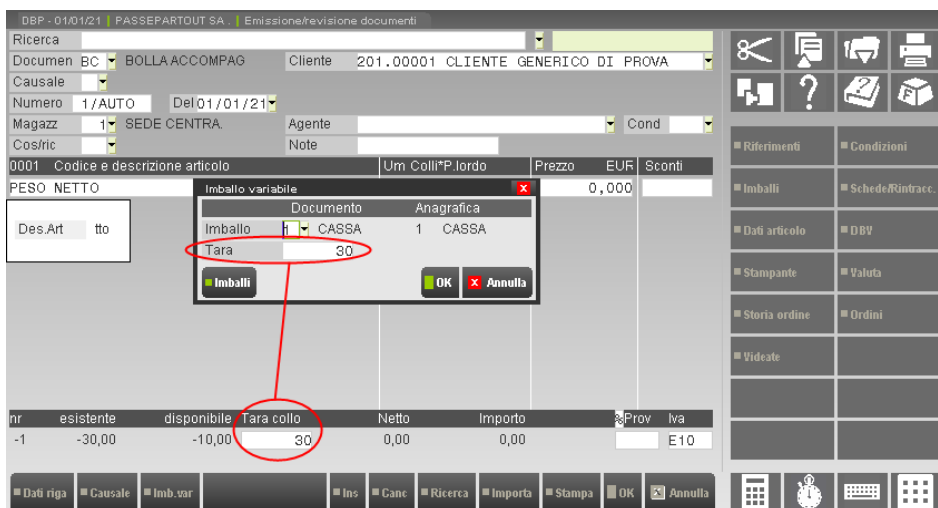 DBP - 01/01/21 | PASSEPARTOUT SA . | Emissione/revisione documenti
Ricerca
Documen BC BOLLA ACCOMPAG Cliente 201.00001 CLIENTE GENERICO DI PROVA
Causale
Numero 1/AUTO Del 01/01/21
Magazz 1 SEDE CENTRA. Agente Cond
Cos/ric Note
0001 Codice e descrizione articolo Um Colli*P.lordo Prezzo EUR Sconti
PESO NETTO 0,000
Des.Art tto
Imballo variabile
Documento Anagrafica
Imballo 1 CASSA 1 CASSA
Tara 30
Imballi OK Annulla
nr esistente disponibile Tara collo Netto Importo %Prov Iva
-1 -30,00 -10,00 30 0,00 0,00 E10
Dati riga Causale Imb.var Ins Canc Ricerca Importa Stampa OK Annulla
Riferimenti Condizioni
Imballi Schede/Rintracc.
Dati articolo DBV
Stampante Valuta
Storia ordine Ordini
Videate